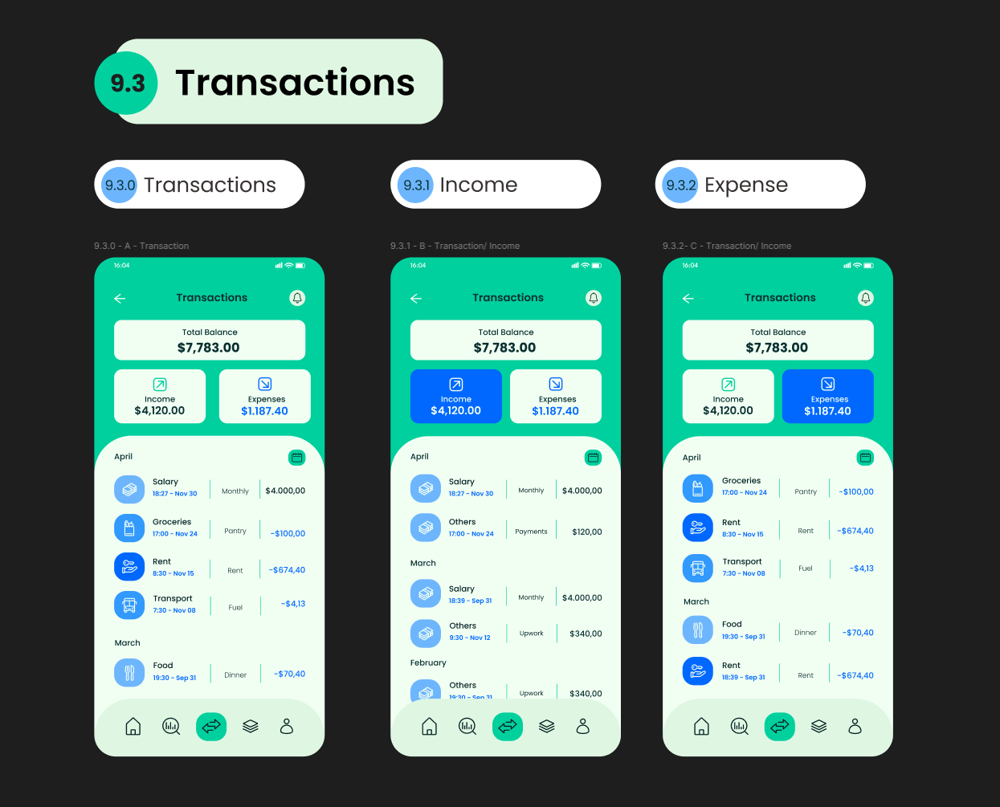 9.3 Transactions
9.3.0 Transactions
9.3.1 Income
9.3.2 Expense
9.3.0 - A - Transaction
16:04
Transactions
Total Balance
$7,783.00
Income
$4,120.00
Expenses
$1.187.40
April
Salary
18:27 - Nov 30
Monthly
$4.000,00
Groceries
17:00 - Nov 24
Pantry
-$100,00
Rent
8:30 - Nov 15
Rent
-$674,40
Transport
7:30 - Nov 08
Fuel
-$4,13
March
Food
19:30 - Sep 31
Dinner
-$70,40
9.3.1 - B - Transaction/ Income
16:04
Transactions
Total Balance
$7,783.00
Income
$4,120.00
Expenses
$1.187.40
April
Salary
18:27 - Nov 30
Monthly
$4.000,00
Others
17:00 - Nov 24
Payments
$120,00
March
Salary
18:39 - Sep 31
Monthly
$4.000,00
Others
9:30 - Nov 12
Upwork
$340,00
February
Others
19:30 - Sep 31
Upwork
$340,00
9.3.2- C - Transaction/ Income
16:04
Transactions
Total Balance
$7,783.00
Income
$4,120.00
Expenses
$1.187.40
April
Groceries
17:00 - Nov 24
Pantry
-$100,00
Rent
8:30 - Nov 15
Rent
-$674,40
Transport
7:30 - Nov 08
Fuel
-$4,13
March
Food
19:30 - Sep 31
Dinner
-$70,40
Rent
18:39 - Sep 31
Rent
-$674,40